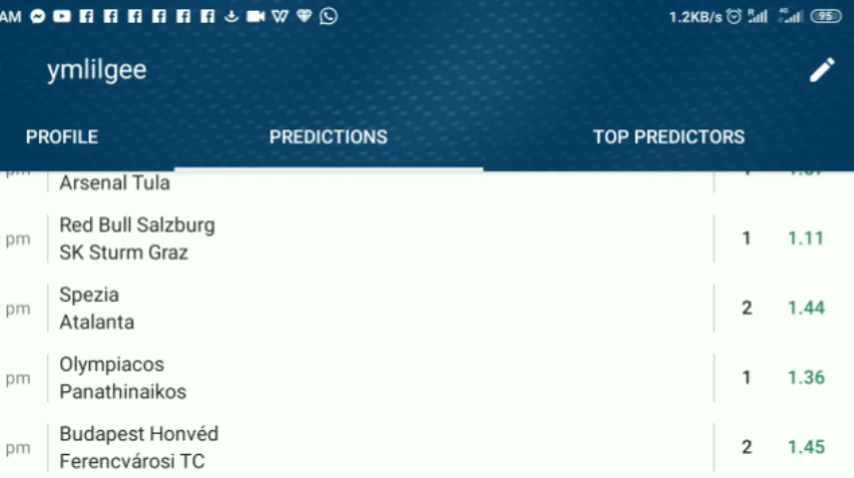 AM 1.2KB/s 95
ymlilgee
PROFILE PREDICTIONS TOP PREDICTORS
Arsenal Tula
pm Red Bull Salzburg 1 1.11
SK Sturm Graz
pm Spezia 2 1.44
Atalanta
pm Olympiacos 1 1.36
Panathinaikos
pm Budapest Honvéd 2 1.45
Ferencvárosi TC